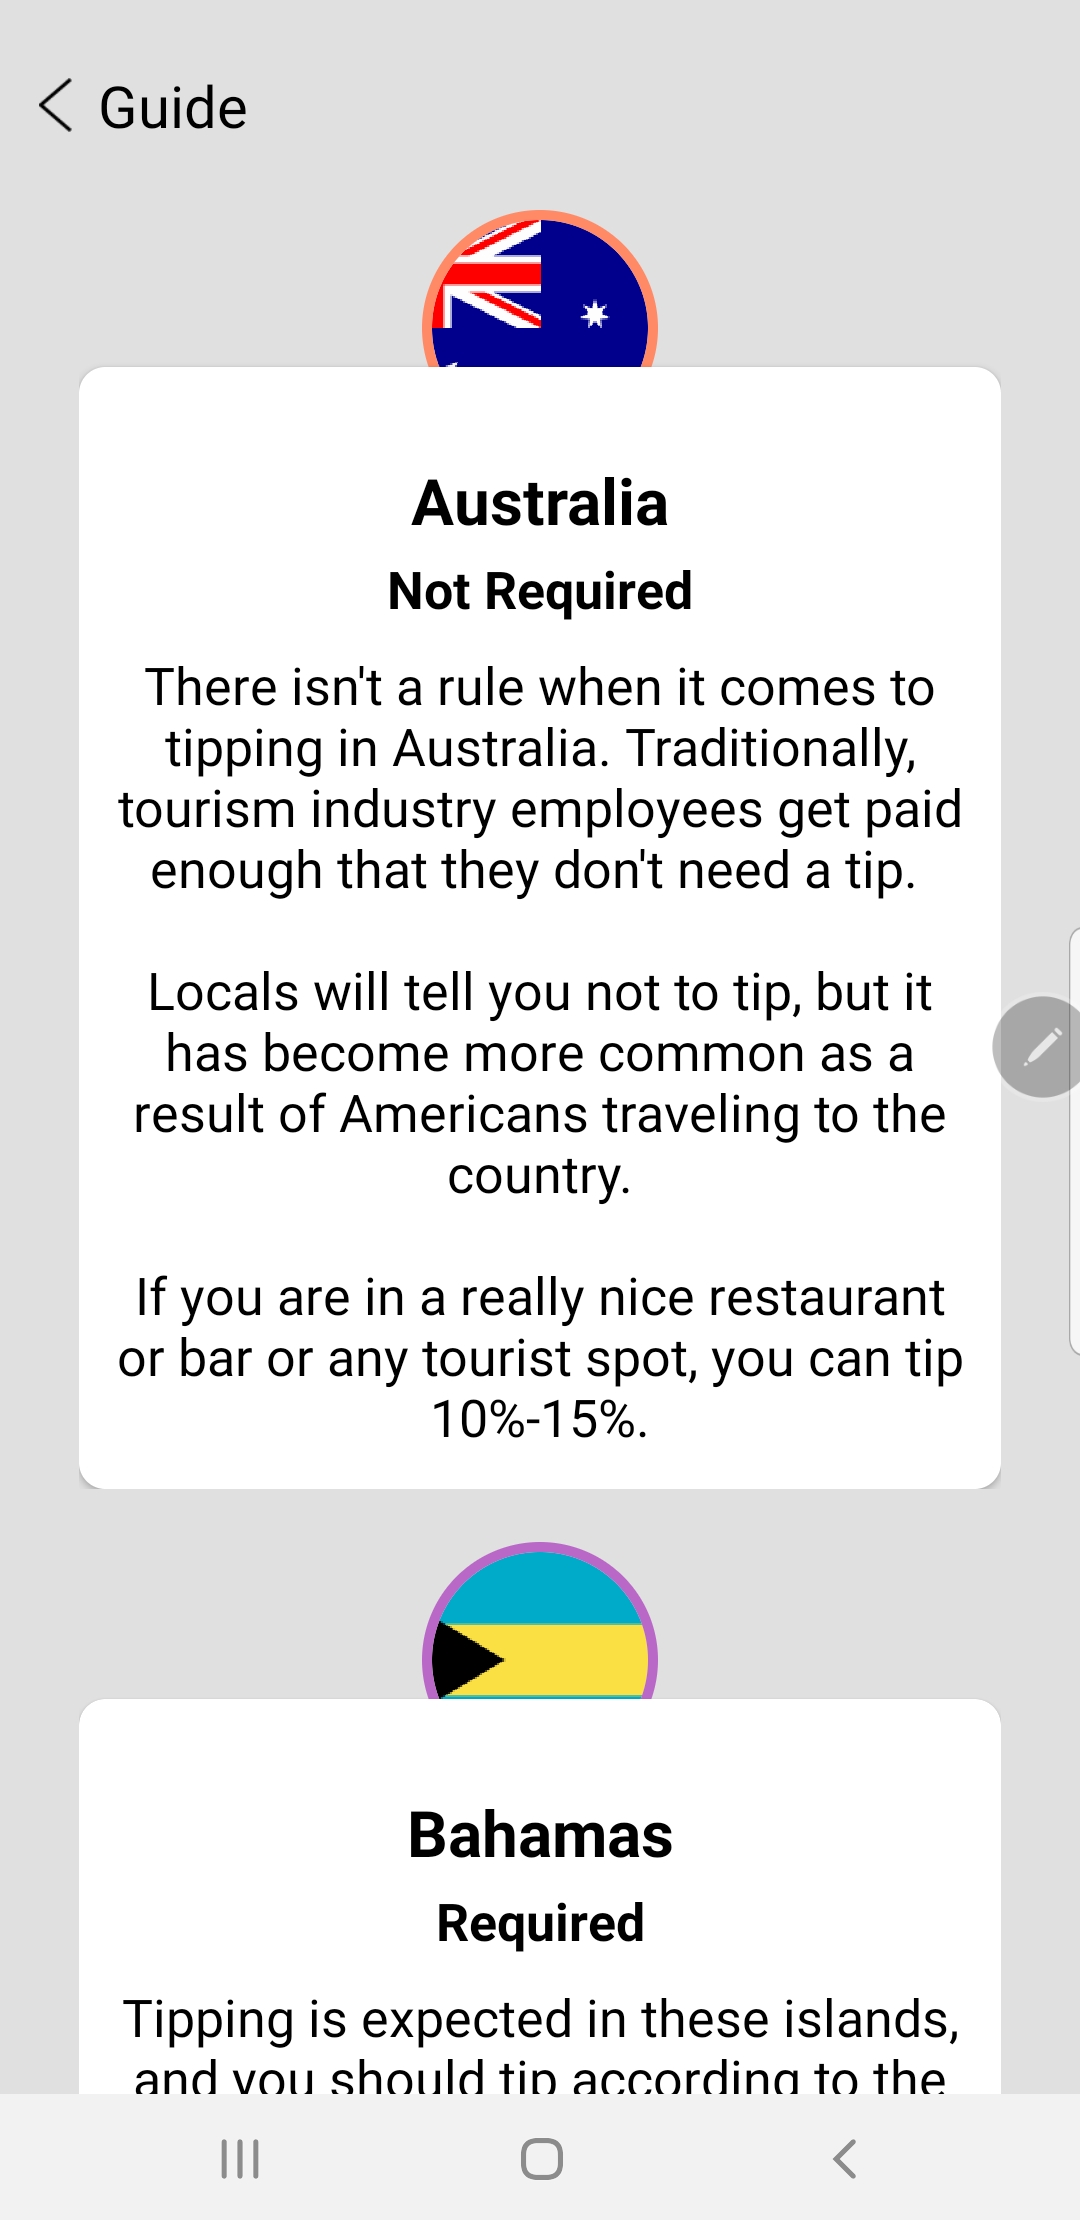 Guide
Australia
Not Required
There isn't a rule when it comes to
tipping in Australia. Traditionally,
tourism industry employees get paid
enough that they don't need a tip.
Locals will tell you not to tip, but it
has become more common as a
result of Americans traveling to the
country.
If you are in a really nice restaurant
or bar or any tourist spot, you can tip
10%-15%.
Bahamas
Required
Tipping is expected in these islands,
and you should tip according to the